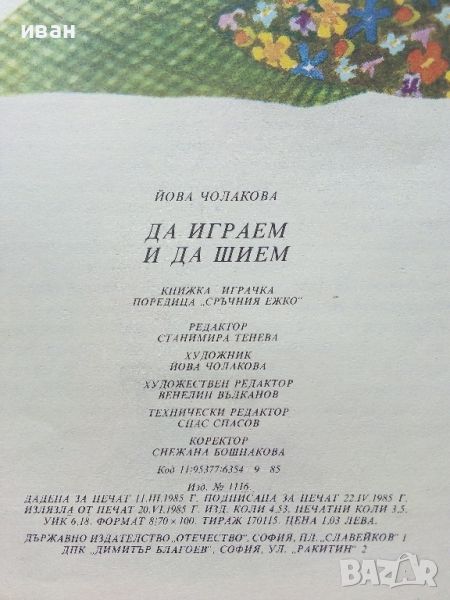 иван
ЙОВА ЧОЛАКОВА
ДА ИГРАЕМ
И ДА ШИЕМ
КНИЖКА ИГРАЧКА
ПОРЕДИЦА „СРЪЧНИЯ ЕЖКО"
РЕДАКТОР
СТАНИМИРА ТЕНЕВА
ХУДОЖНИК
ЙОВА ЧОЛАКОВА
ХУДОЖЕСТВЕН РЕДАКТОР
ВЕНЕЛИН ВЪЛКАНОВ
ТЕХНИЧЕСКИ РЕДАКТОР
СПАС СПАСОВ
КОРЕКТОР
СНЕЖАНА БОШНАКОВА
Код 11 95377/6354 9 85
Изд. № 1116.
ДАДЕНА ЗА ПЕЧАТ 11.III.1985 Г. ПОДПИСАНА ЗА ПЕЧАТ 22.IV.1985 Г.
ИЗЛЯЗЛА ОТ ПЕЧАТ 20.VI.1985 Г. ИЗД. КОЛИ 4,53. ПЕЧАТНИ КОЛИ 3,5.
УИК 6,18. ФОРМАТ 8/70×100. ТИРАЖ 170115. ЦЕНА 1,03 ЛЕВА.
ДЪРЖАВНО ИЗДАТЕЛСТВО „ОТЕЧЕСТВО", СОФИЯ, ПЛ. „СЛАВЕЙКОВ" 1
ДПК „ДИМИТЪР БЛАГОЕВ", СОФИЯ, УЛ. „РАКИТИН" 2
BAZAR